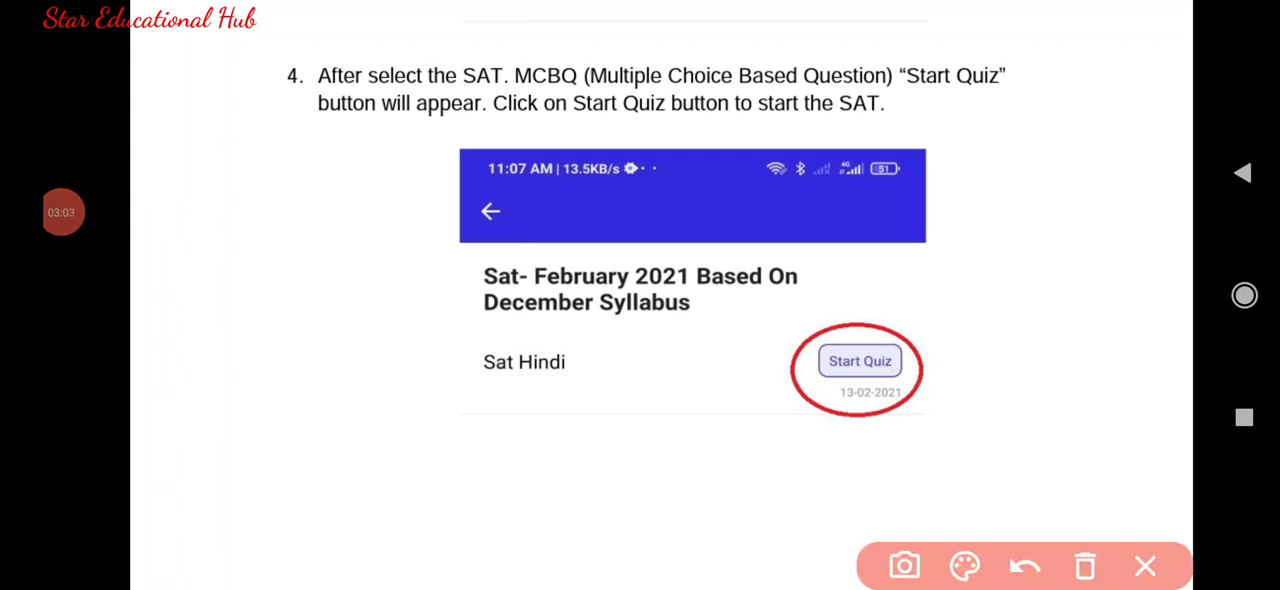 Star Educational Hub
4. After select the SAT. MCBQ (Multiple Choice Based Question) “Start Quiz”
button will appear. Click on Start Quiz button to start the SAT.
11:07 AM | 13.5KB/s
4G
51
03:03
Sat- February 2021 Based On
December Syllabus
Sat Hindi
Start Quiz
13-02-2021